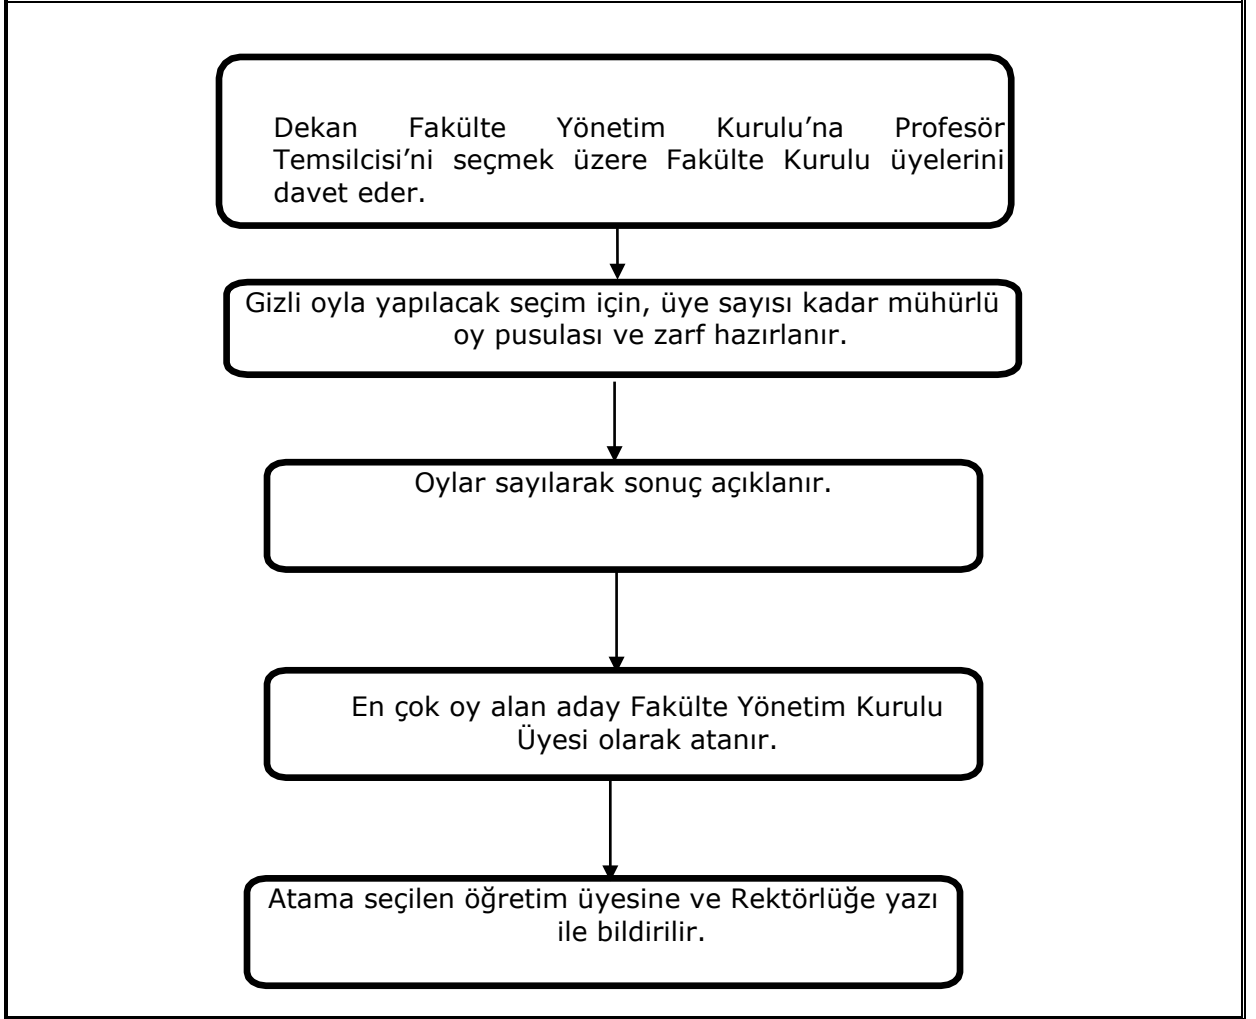 Dekan Fakülte Yönetim Kurulu’na Profesör
Temsilcisi’ni seçmek üzere Fakülte Kurulu üyelerini
davet eder.
Gizli oyla yapılacak seçim için, üye sayısı kadar mühürlü
oy pusulası ve zarf hazırlanır.
Oylar sayılarak sonuç açıklanır.
En çok oy alan aday Fakülte Yönetim Kurulu
Üyesi olarak atanır.
Atama seçilen öğretim üyesine ve Rektörlüğe yazı
ile bildirilir.